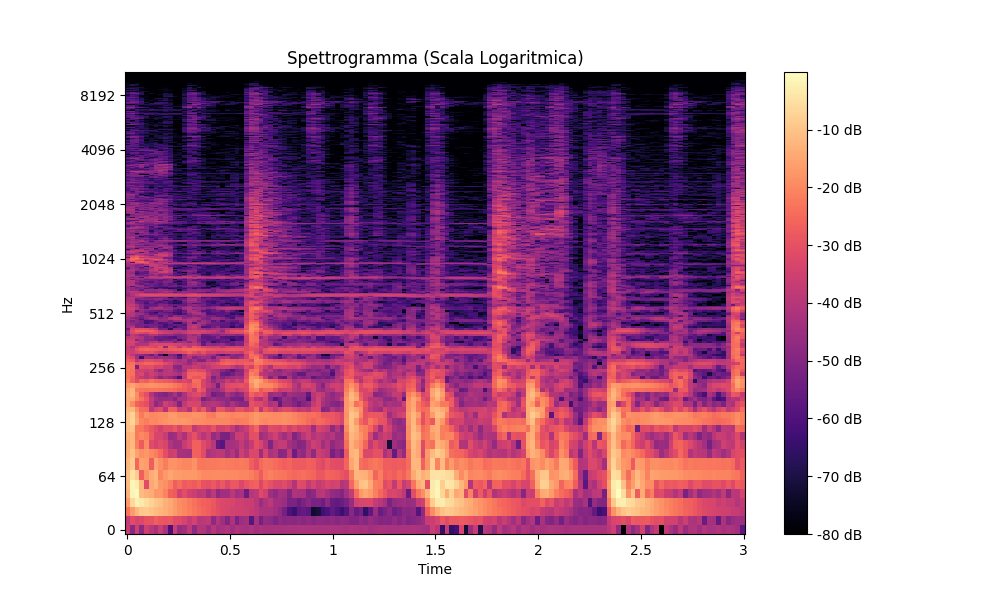 Spettrogramma (Scala Logaritmica)
Hz
8192
4096
2048
1024
512
256
128
64
0
0
0.5
1
1.5
2
2.5
3
Time
-10 dB
-20 dB
-30 dB
-40 dB
-50 dB
-60 dB
-70 dB
-80 dB